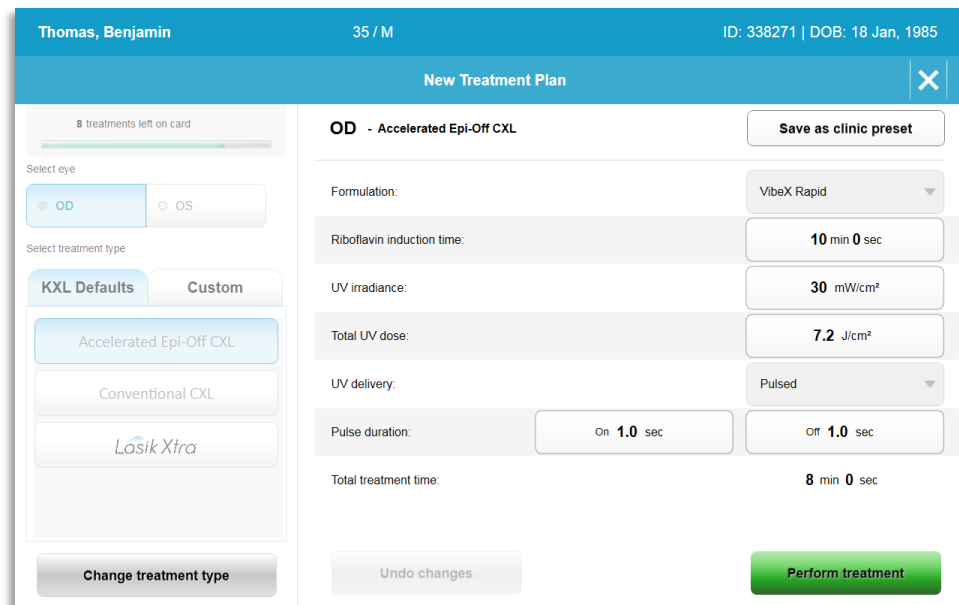 Thomas, Benjamin 35 / M ID: 338271 | DOB: 18 Jan, 1985
New Treatment Plan
8 treatments left on card
Select eye
OD OS
Select treatment type
KXL Defaults Custom
Accelerated Epi-Off CXL
Conventional CXL
Lasik Xtra
Change treatment type
OD - Accelerated Epi-Off CXL Save as clinic preset
Formulation: VibeX Rapid
Riboflavin induction time: 10 min 0 sec
UV irradiance: 30 mW/cm²
Total UV dose: 7.2 J/cm²
UV delivery: Pulsed
Pulse duration: On 1.0 sec Off 1.0 sec
Total treatment time: 8 min 0 sec
Undo changes Perform treatment